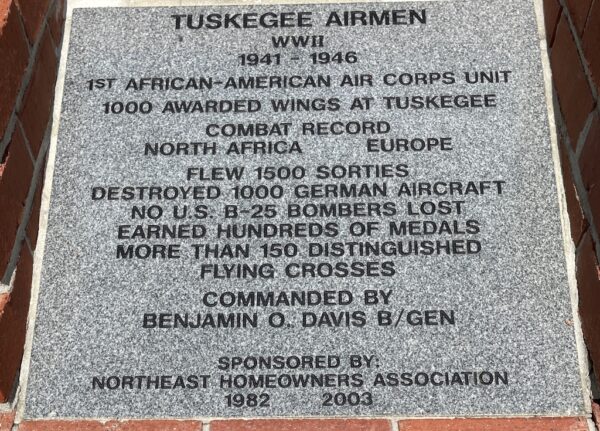 TUSKEGEE AIRMEN
WWII
1941 - 1946
1ST AFRICAN-AMERICAN AIR CORPS UNIT
1000 AWARDED WINGS AT TUSKEGEE
COMBAT RECORD
NORTH AFRICA EUROPE
FLEW 1500 SORTIES
DESTROYED 1000 GERMAN AIRCRAFT
NO U.S. B-25 BOMBERS LOST
EARNED HUNDREDS OF MEDALS
MORE THAN 150 DISTINGUISHED
FLYING CROSSES
COMMANDED BY
BENJAMIN O. DAVIS B/GEN
SPONSORED BY:
NORTHEAST HOMEOWNERS ASSOCIATION
1982 2003